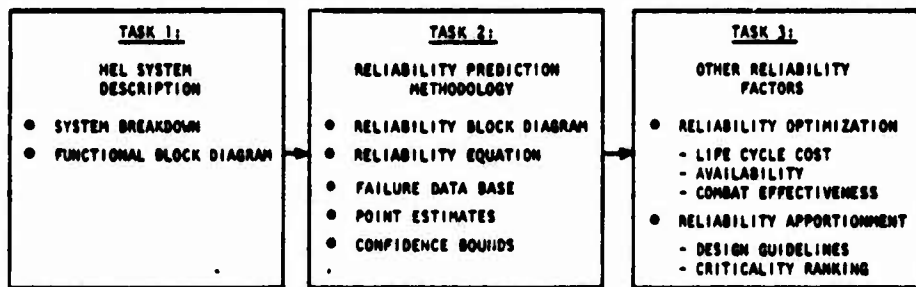 TASK 1:
HEL SYSTEM
DESCRIPTION
● SYSTEM BREAKDOWN
● FUNCTIONAL BLOCK DIAGRAM
TASK 2:
RELIABILITY PREDICTION
METHODOLOGY
● RELIABILITY BLOCK DIAGRAM
● RELIABILITY EQUATION
● FAILURE DATA BASE
● POINT ESTIMATES
● CONFIDENCE BOUNDS
TASK 3:
OTHER RELIABILITY
FACTORS
● RELIABILITY OPTIMIZATION
- LIFE CYCLE COST
- AVAILABILITY
- COMBAT EFFECTIVENESS
● RELIABILITY APPORTIONMENT
- DESIGN GUIDELINES
- CRITICALITY RANKING